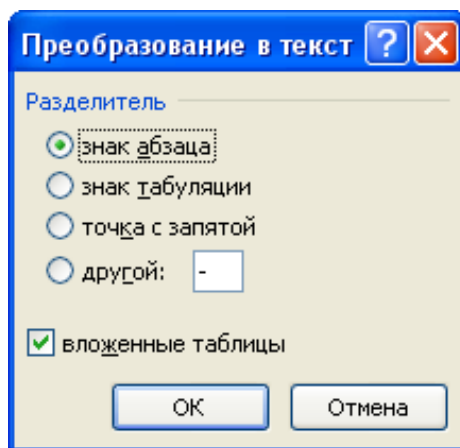 Преобразование в текст ?
Разделитель
знак абзаца
знак табуляции
точка с запятой
другой: -
вложенные таблицы
ОК Отмена